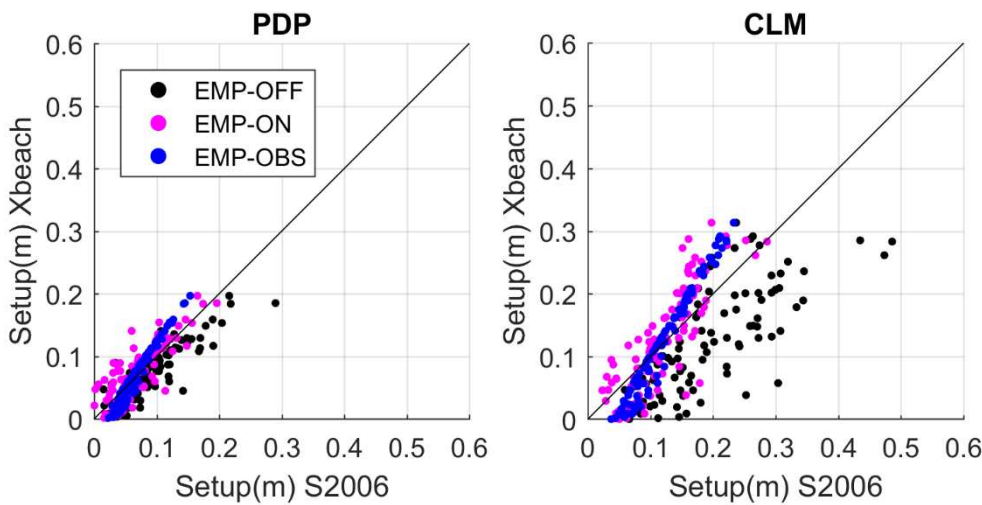 PDP
0.6
0.5
0.4
0.3
0.2
0.1
0
Setup(m) Xbeach
EMP-OFF
EMP-ON
EMP-OBS
0 0.1 0.2 0.3 0.4 0.5 0.6
Setup(m) S2006
CLM
0.6
0.5
0.4
0.3
0.2
0.1
0
Setup(m) Xbeach
0 0.1 0.2 0.3 0.4 0.5 0.6
Setup(m) S2006